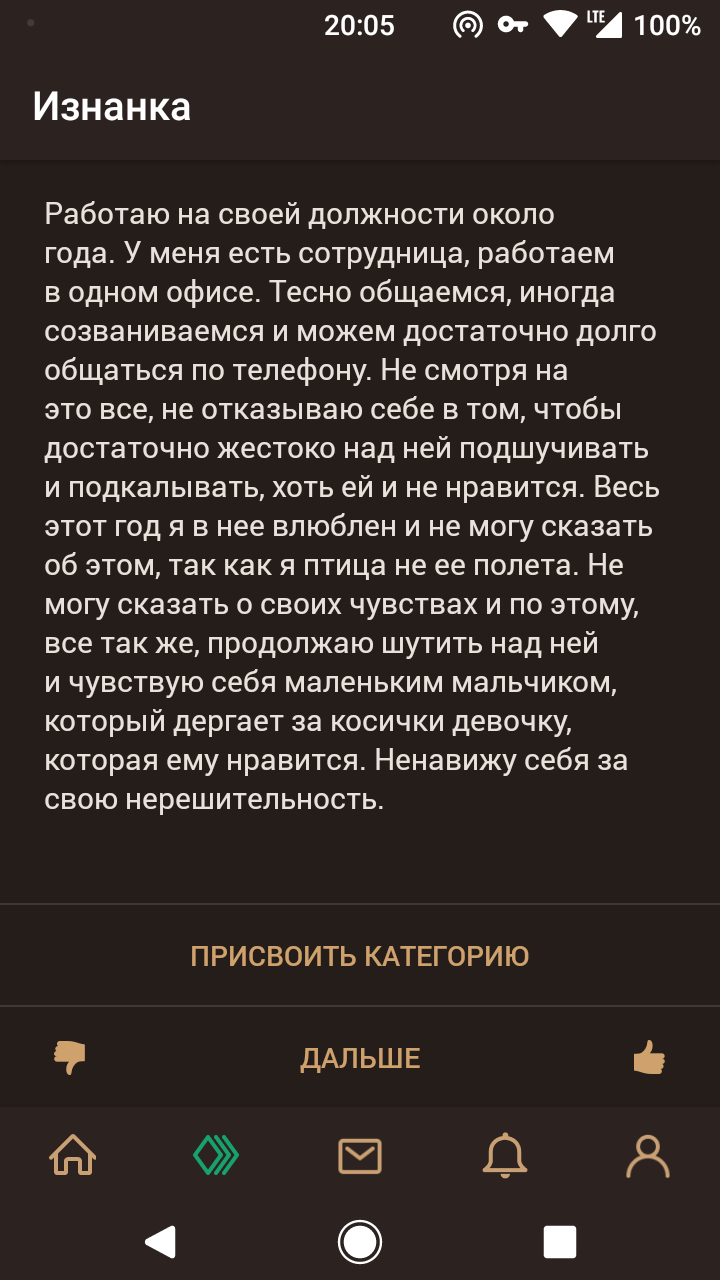 20:05
LTE
100%
Изнанка
Работаю на своей должности около
года. У меня есть сотрудница, работаем
в одном офисе. Тесно общаемся, иногда
созваниваемся и можем достаточно долго
общаться по телефону. Не смотря на
это все, не отказываю себе в том, чтобы
достаточно жестоко над ней подшучивать
и подкалывать, хоть ей и не нравится. Весь
этот год я в нее влюблен и не могу сказать
об этом, так как я птица не ее полета. Не
могу сказать о своих чувствах и по этому,
все так же, продолжаю шутить над ней
и чувствую себя маленьким мальчиком,
который дергает за косички девочку,
которая ему нравится. Ненавижу себя за
свою нерешительность.
ПРИСВОИТЬ КАТЕГОРИЮ
ДАЛЬШЕ